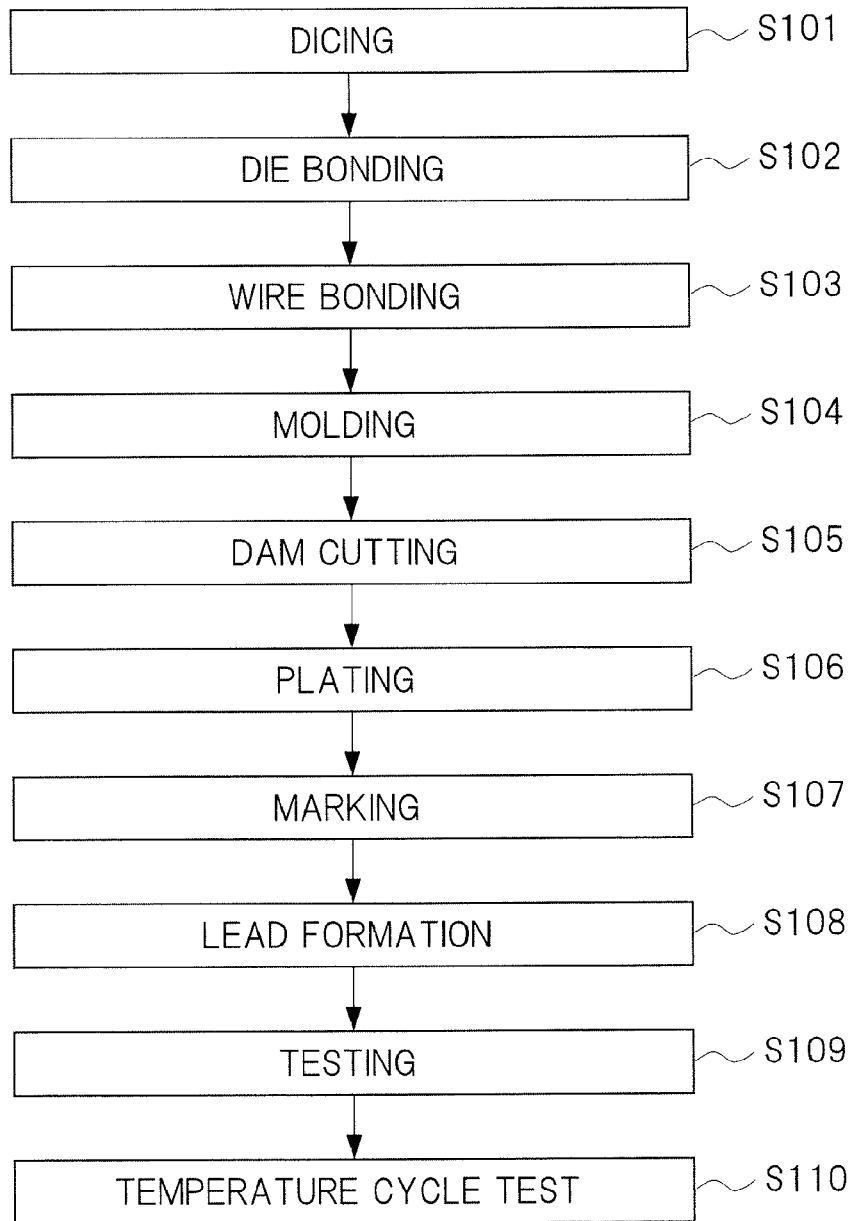 DICING S101
DIE BONDING S102
WIRE BONDING S103
MOLDING S104
DAM CUTTING S105
PLATING S106
MARKING S107
LEAD FORMATION S108
TESTING S109
TEMPERATURE CYCLE TEST S110